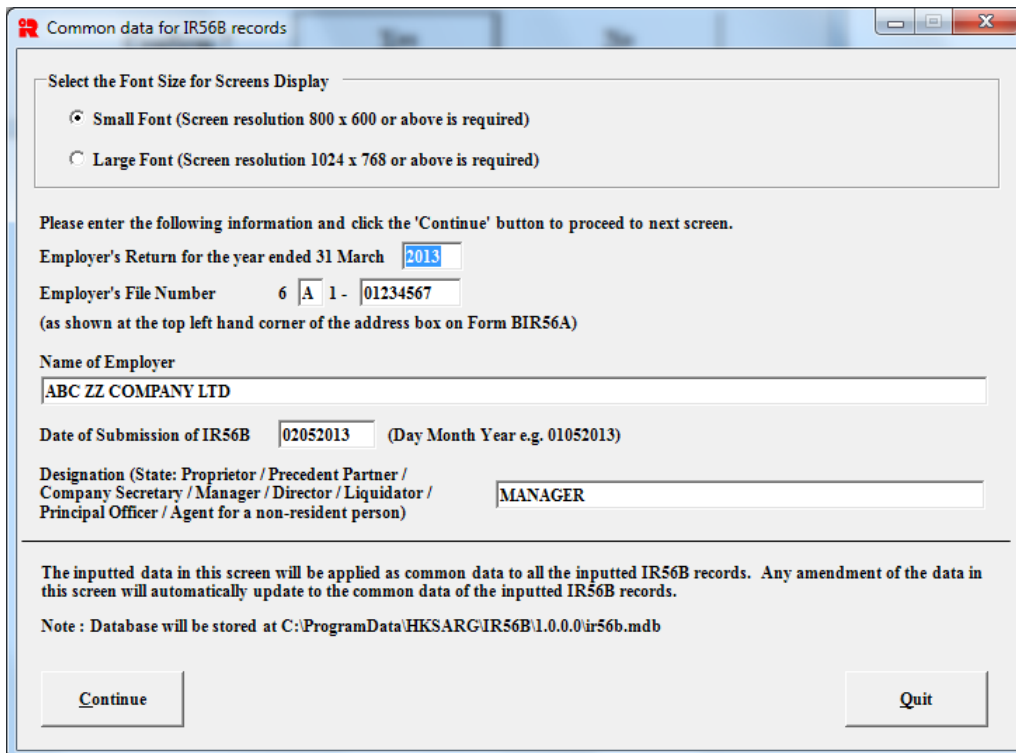 Common data for IR56B records
Select the Font Size for Screens Display
Small Font (Screen resolution 800 x 600 or above is required)
Large Font (Screen resolution 1024 x 768 or above is required)
Please enter the following information and click the 'Continue' button to proceed to next screen.
Employer's Return for the year ended 31 March 2013
Employer's File Number 6 A 1 - 01234567
(as shown at the top left hand corner of the address box on Form BIR56A)
Name of Employer
ABC ZZ COMPANY LTD
Date of Submission of IR56B 02052013 (Day Month Year e.g. 01052013)
Designation (State: Proprietor / Precedent Partner /
Company Secretary / Manager / Director / Liquidator /
Principal Officer / Agent for a non-resident person)
MANAGER
The inputted data in this screen will be applied as common data to all the inputted IR56B records. Any amendment of the data in
this screen will automatically update to the common data of the inputted IR56B records.
Note : Database will be stored at C:\ProgramData\HKSARG\IR56B\1.0.0.0\ir56b.mdb
Continue Quit